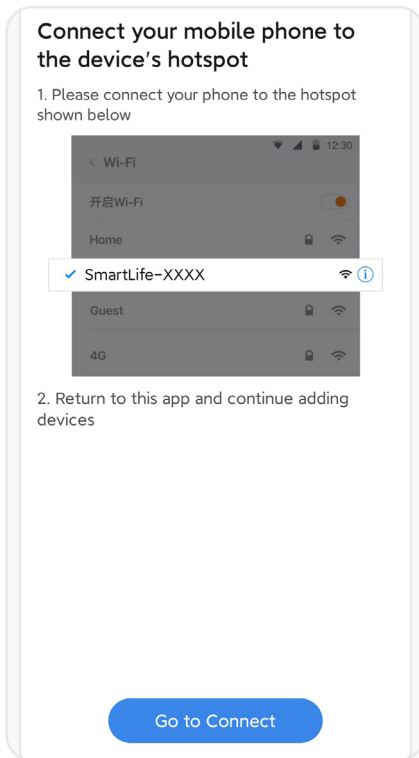 Connect your mobile phone to
the device's hotspot
1. Please connect your phone to the hotspot
shown below
12:30
< Wi-Fi
开启Wi-Fi
Home
SmartLife-XXXX
Guest
4G
2. Return to this app and continue adding
devices
Go to Connect